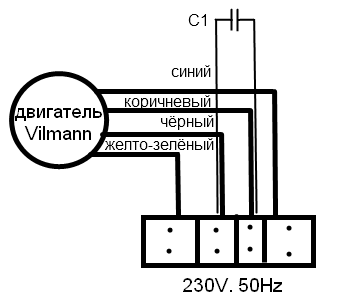 C1
синий
коричневый
чёрный
желто-зелёный
двигатель
Vilmann
230V. 50Hz